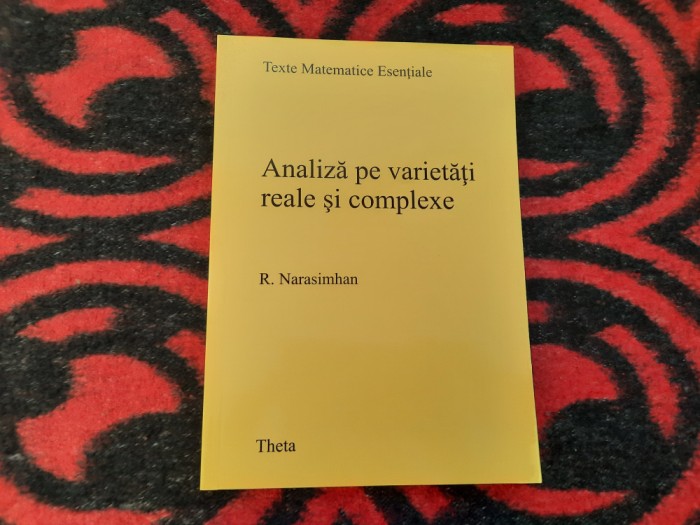 Texte Matematice Esenţiale
Analiză pe varietăţi
reale şi complexe
R. Narasimhan
Theta